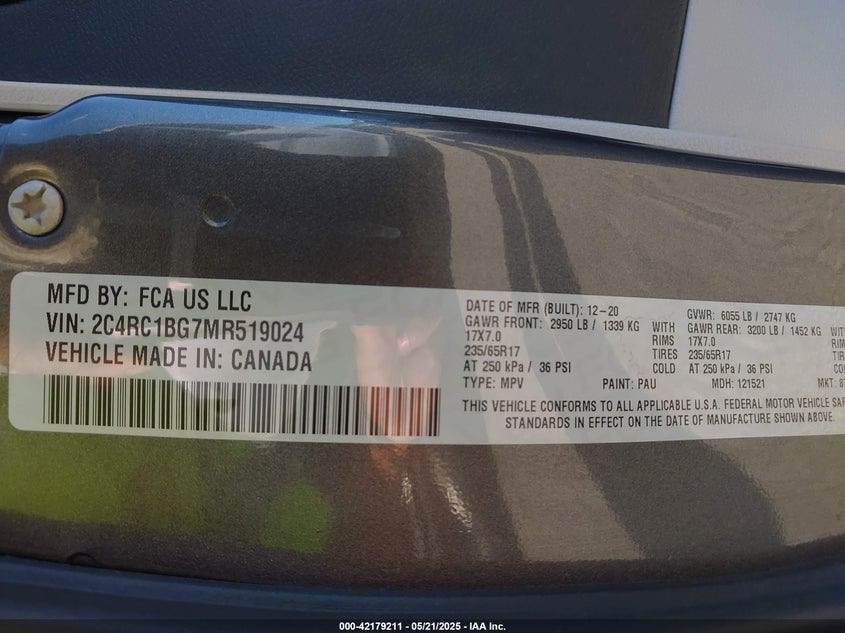 MFD BY: FCA US LLC
VIN: 2C4RC1BG7MR519024
VEHICLE MADE IN: CANADA
DATE OF MFR (BUILT): 12-20 GVWR: 6055 LB / 2747 KG
GAWR FRONT: 2950 LB / 1339 KG WITH GAWR REAR: 3200 LB / 1452 KG WITH
17X7.0 RIMS 17X7.0 RIMS
235/65R17 TIRES 235/65R17
AT 250 kPa / 36 PSI COLD AT 250 kPa / 36 PSI
TYPE: MPV PAINT: PAU MDH: 121521 MKT:
THIS VEHICLE CONFORMS TO ALL APPLICABLE U.S.A. FEDERAL MOTOR VEHICLE
STANDARDS IN EFFECT ON THE DATE OF MANUFACTURE SHOWN ABOVE.
000-42179211 | 05/21/2025 | IAA Inc.